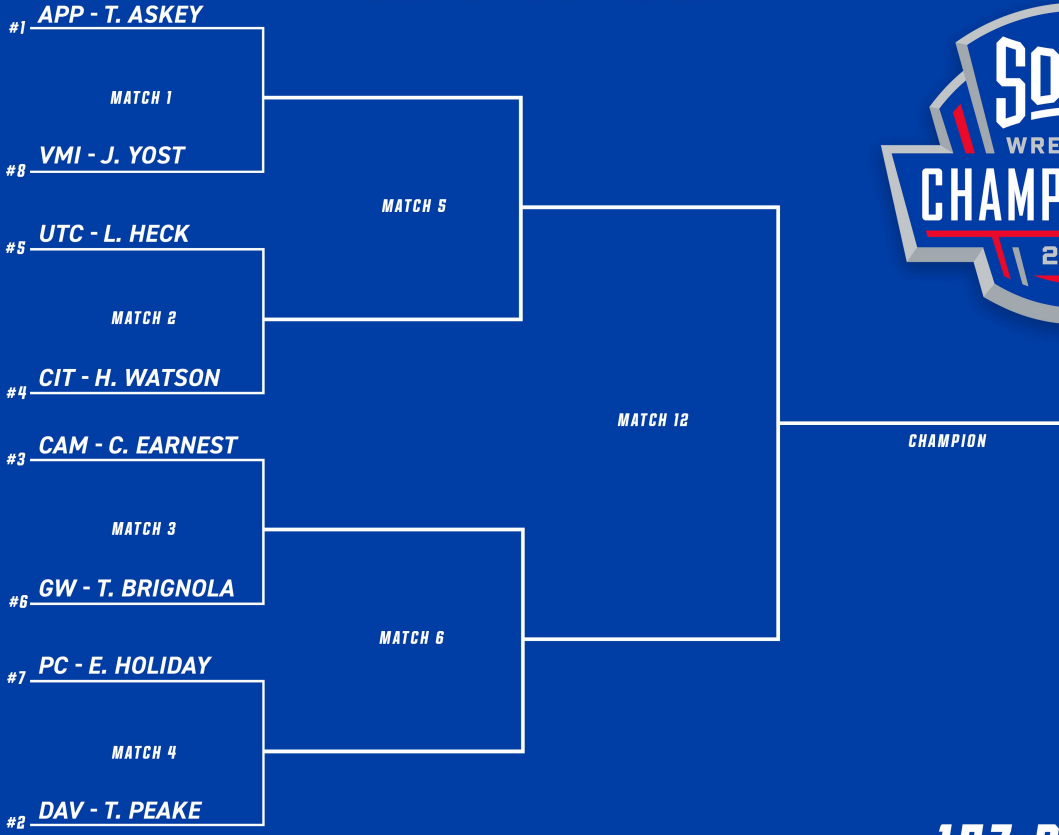 #1 APP - T. ASKEY
MATCH 1
#8 VMI - J. YOST
MATCH 5
#5 UTC - L. HECK
MATCH 2
#4 CIT - H. WATSON
MATCH 12
CHAMPION
#3 CAM - C. EARNEST
MATCH 3
#6 GW - T. BRIGNOLA
MATCH 6
#7 PC - E. HOLIDAY
MATCH 4
#2 DAV - T. PEAKE